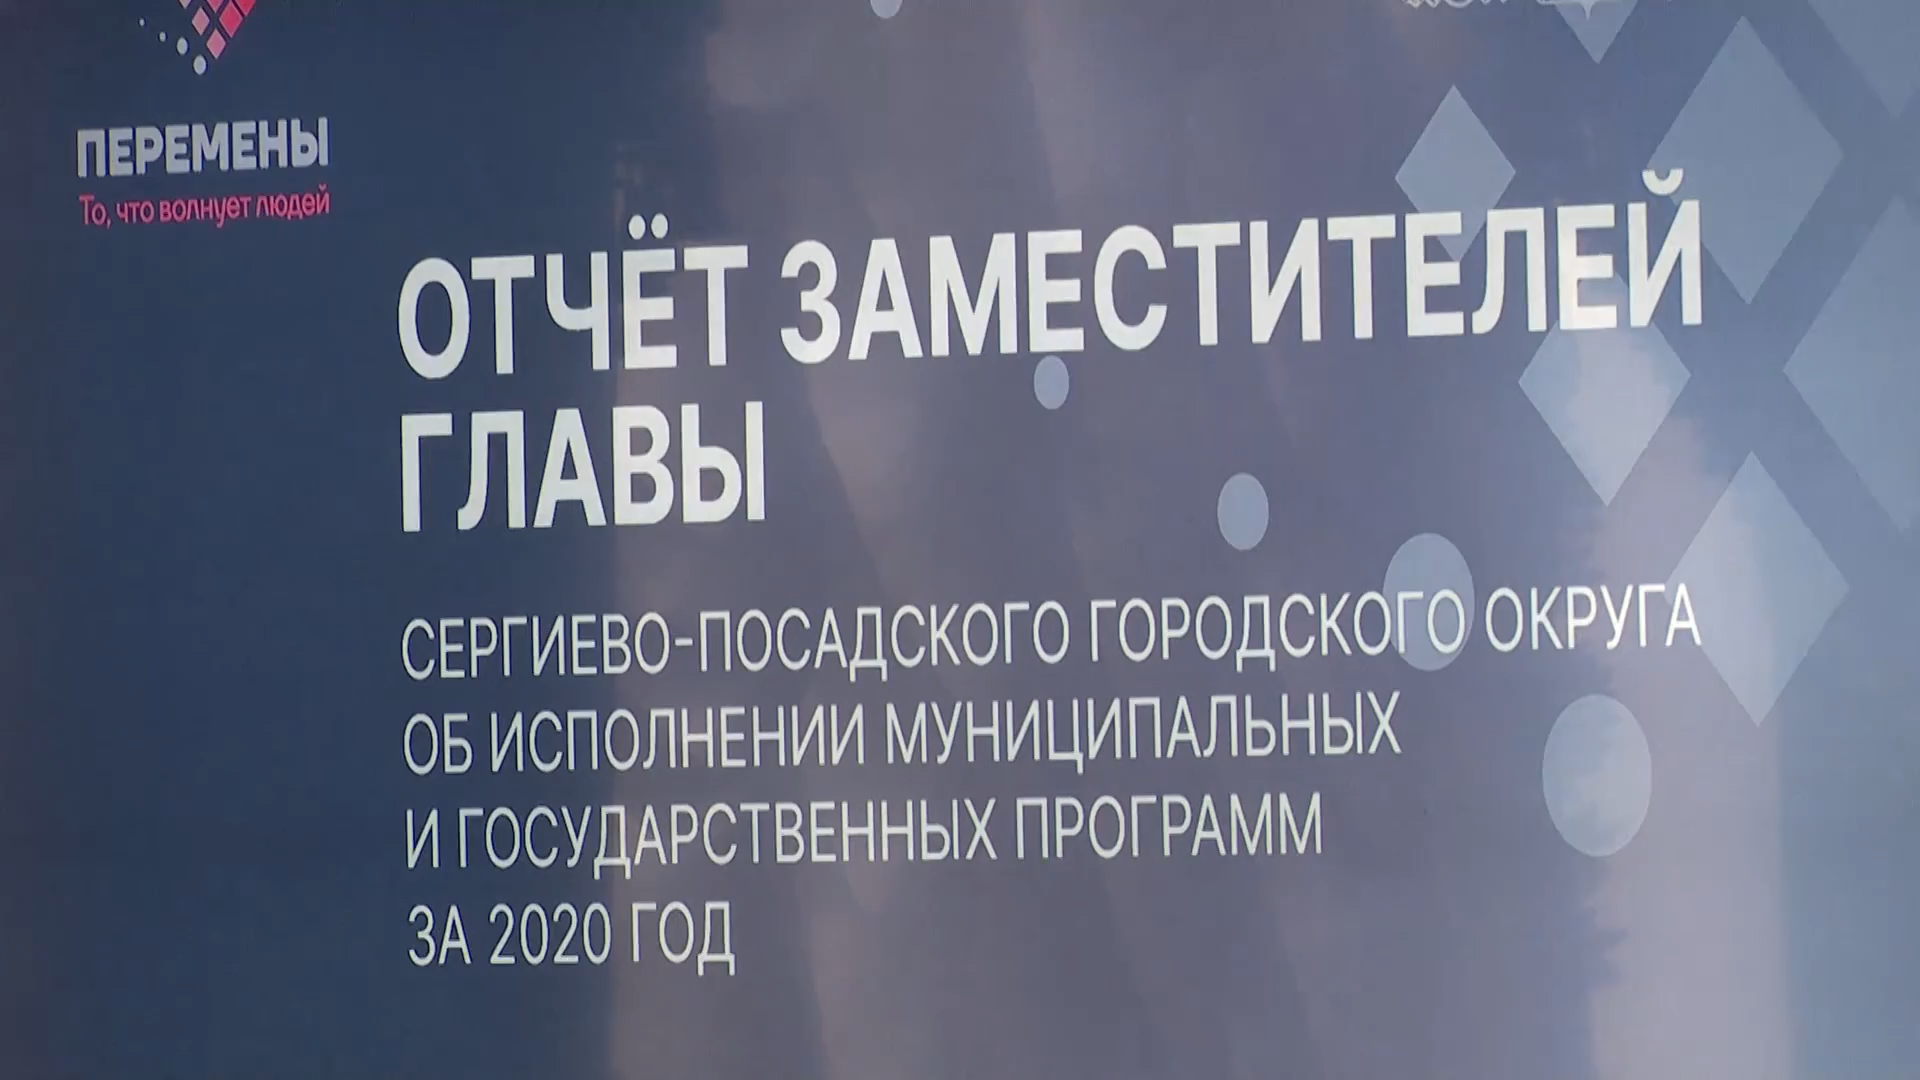 ПЕРЕМЕНЫ
То, что волнует людей
ОТЧЁТ ЗАМЕСТИТЕЛЕЙ
ГЛАВЫ
СЕРГИЕВО-ПОСАДСКОГО ГОРОДСКОГО ОКРУГА
ОБ ИСПОЛНЕНИИ МУНИЦИПАЛЬНЫХ
И ГОСУДАРСТВЕННЫХ ПРОГРАММ
ЗА 2020 ГОД